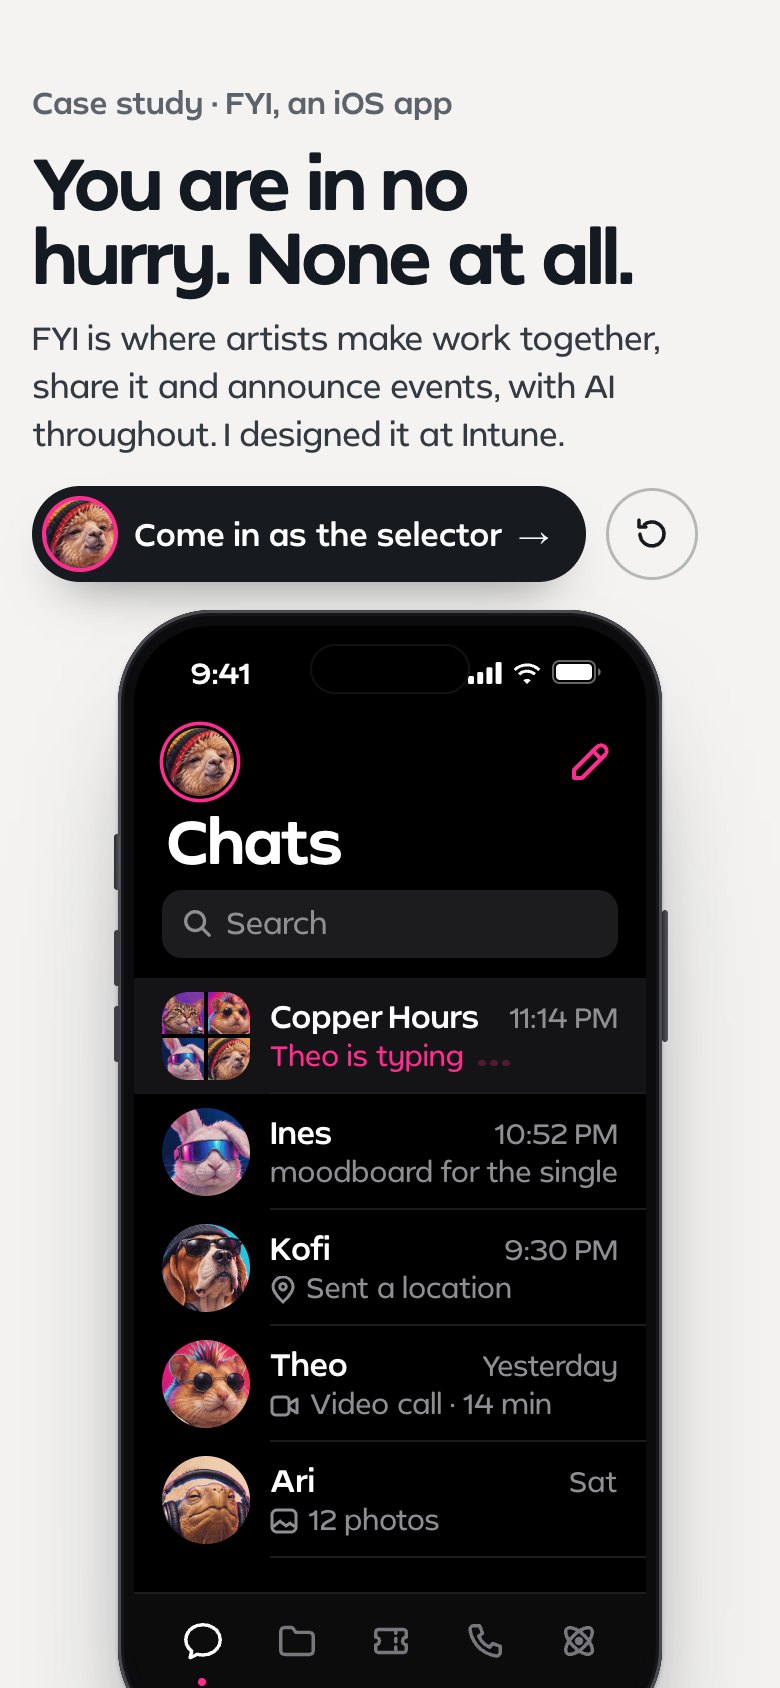 Case study · FYI, an iOS app
You are in no
hurry. None at all.
FYI is where artists make work together,
share it and announce events, with AI
throughout. I designed it at Intune.
Come in as the selector →
9:41
Chats
Search
Copper Hours 11:14 PM
Theo is typing ...
Ines 10:52 PM
moodboard for the single
Kofi 9:30 PM
Sent a location
Theo Yesterday
Video call · 14 min
Ari Sat
12 photos